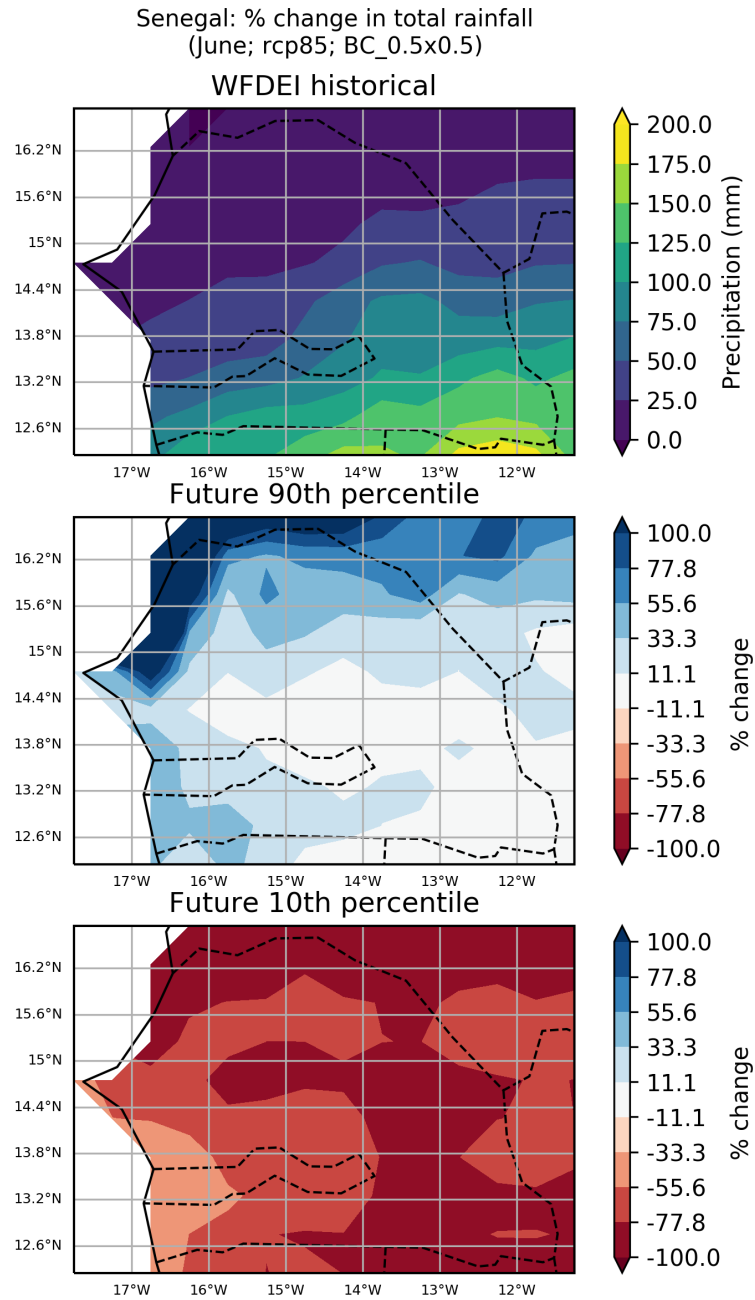 Senegal: % change in total rainfall
(June; rcp85; BC_0.5x0.5)
WFDEI historical
16.2°N
15.6°N
15°N
14.4°N
13.8°N
13.2°N
12.6°N
17°W 16°W 15°W 14°W 13°W 12°W
200.0
175.0
150.0
125.0
100.0
75.0
50.0
25.0
0.0
Precipitation (mm)
Future 90th percentile
16.2°N
15.6°N
15°N
14.4°N
13.8°N
13.2°N
12.6°N
17°W 16°W 15°W 14°W 13°W 12°W
100.0
77.8
55.6
33.3
11.1
-11.1
-33.3
-55.6
-77.8
-100.0
% change
Future 10th percentile
16.2°N
15.6°N
15°N
14.4°N
13.8°N
13.2°N
12.6°N
17°W 16°W 15°W 14°W 13°W 12°W
100.0
77.8
55.6
33.3
11.1
-11.1
-33.3
-55.6
-77.8
-100.0
% change